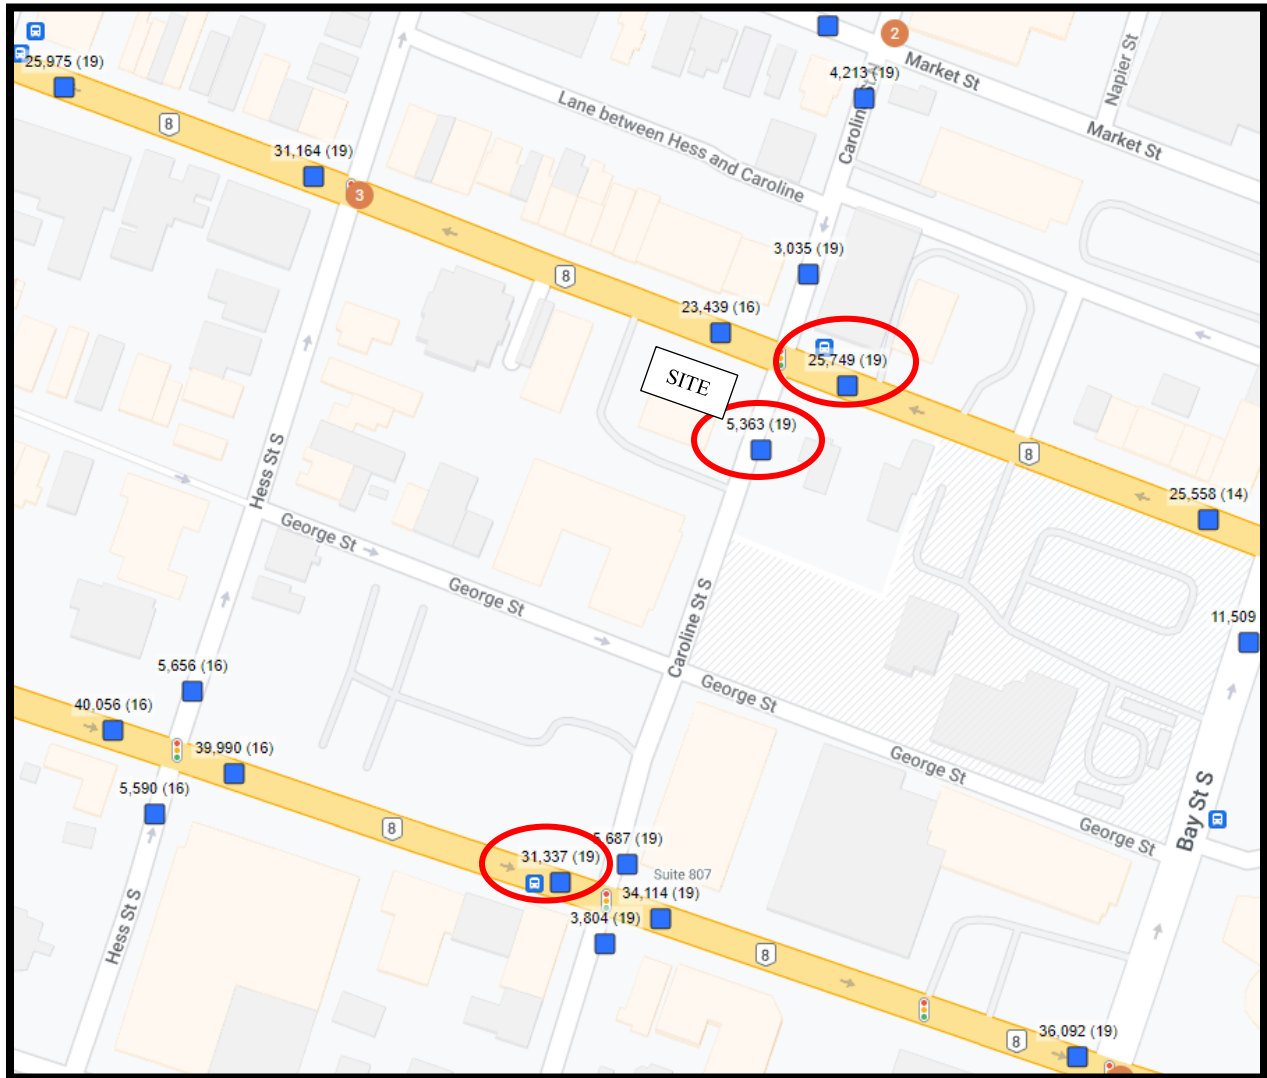 2
Market St
Napier St
25,975 (19)
4,213 (19)
Caroline St N
8
Lane between Hess and Caroline
Market St
31,164 (19)
3
3,035 (19)
8
23,439 (16)
25,749 (19)
SITE
5,363 (19)
8
Hess St S
25,558 (14)
George St
George St
Caroline St S
11,509
5,656 (16)
George St
40,056 (16)
39,990 (16)
George St
Bay St S
5,590 (16)
8
George St
5,687 (19)
31,337 (19)
Suite 807
34,114 (19)
3,804 (19)
Hess St S
8
8
36,092 (19)